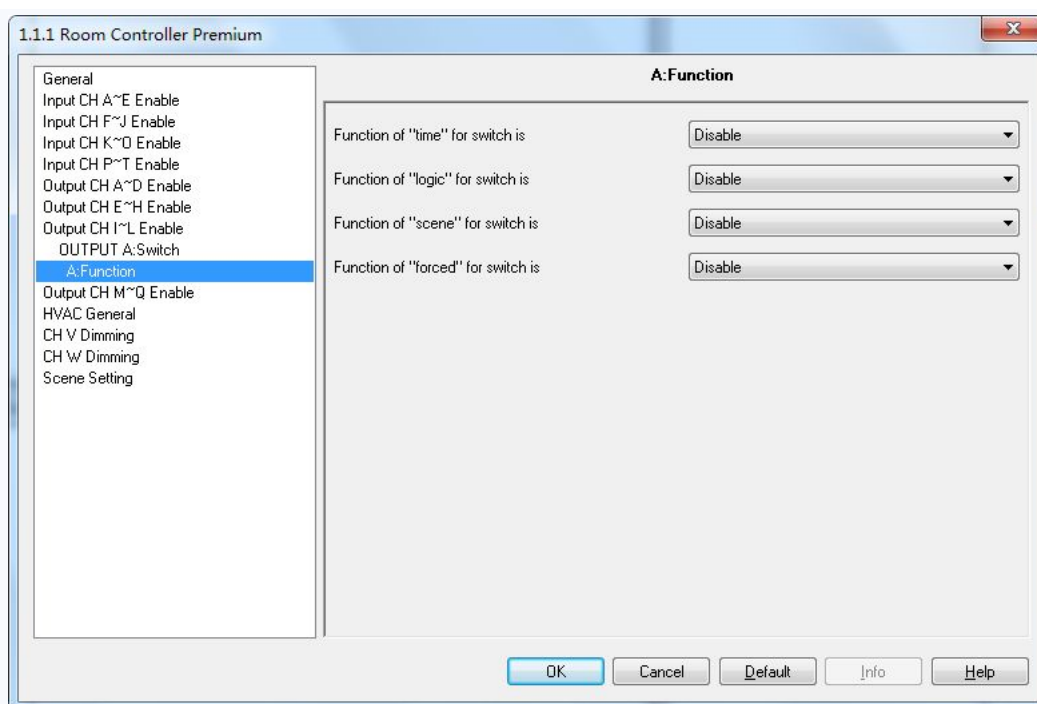 1.1.1 Room Controller Premium
General
Input CH A~E Enable
Input CH F~J Enable
Input CH K~O Enable
Input CH P~T Enable
Output CH A~D Enable
Output CH E~H Enable
Output CH I~L Enable
OUTPUT A:Switch
A:Function
Output CH M~Q Enable
HVAC General
CH V Dimming
CH W Dimming
Scene Setting
A:Function
Function of "time" for switch is Disable
Function of "logic" for switch is Disable
Function of "scene" for switch is Disable
Function of "forced" for switch is Disable
OK Cancel Default Info Help